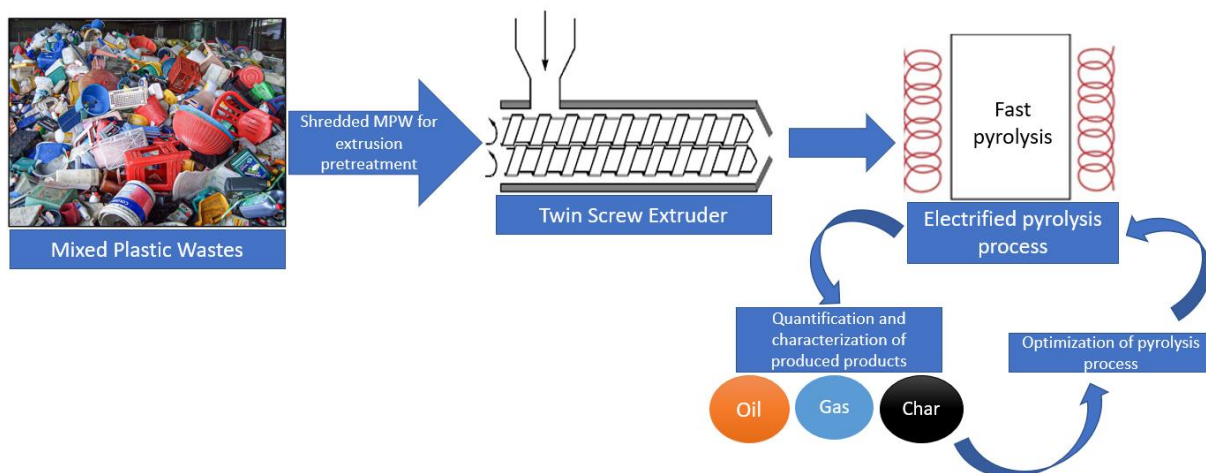 Mixed Plastic Wastes
Shredded MPW for
extrusion
pretreatment
Twin Screw Extruder
Fast
pyrolysis
Electrified pyrolysis
process
Quantification and
characterization of
produced products
Oil
Gas
Char
Optimization of pyrolysis
process